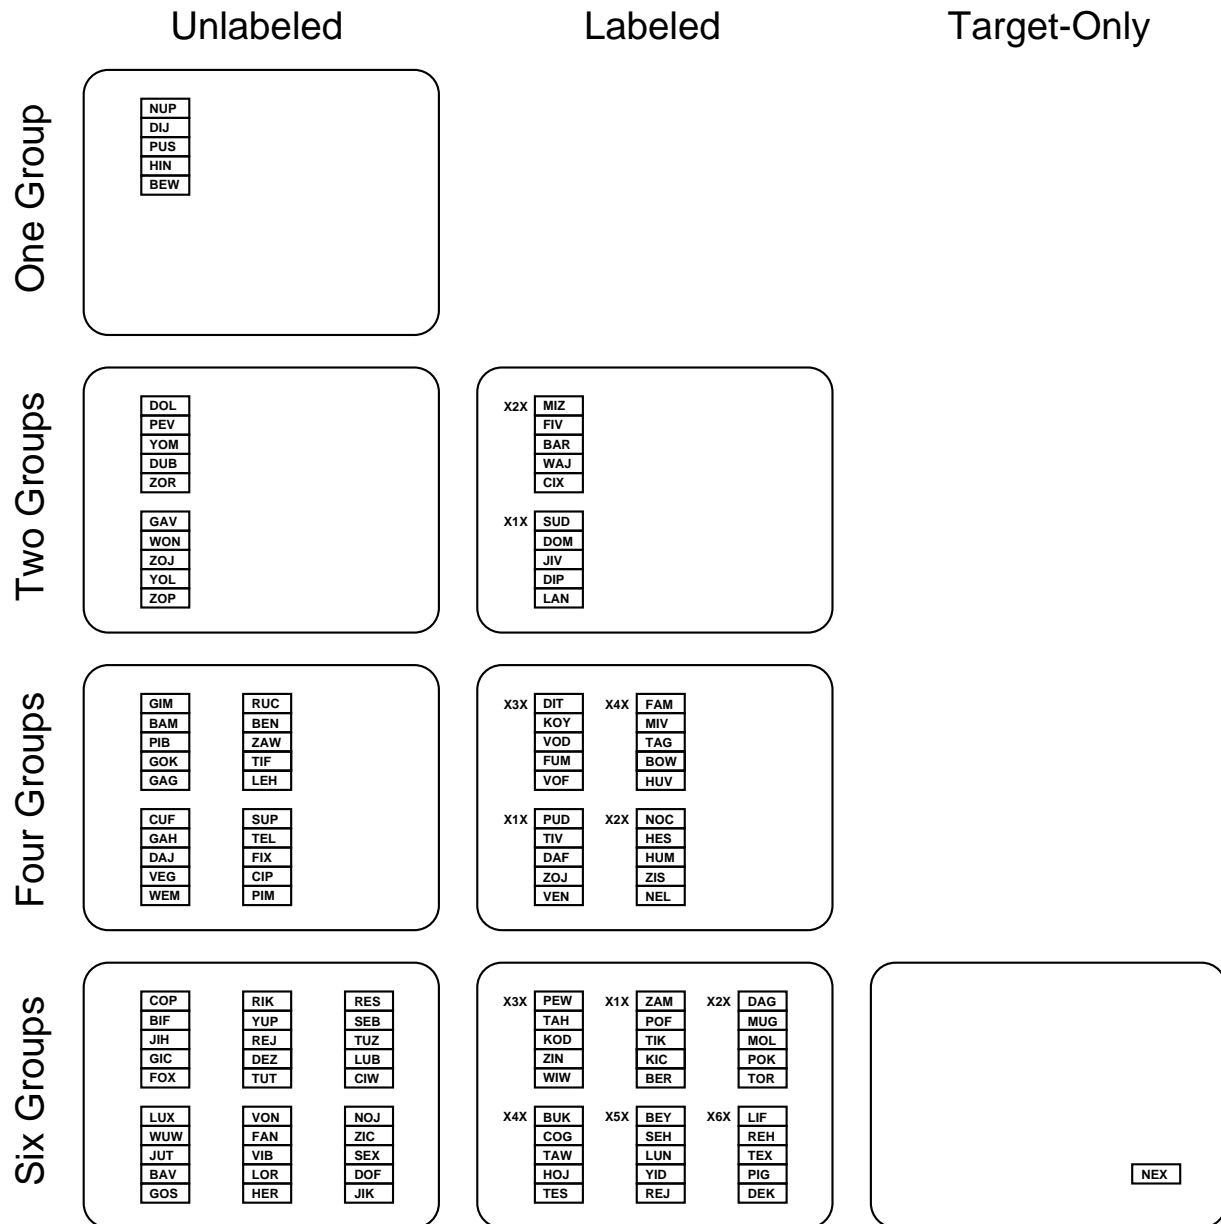 Unlabeled Labeled Target-Only
One Group
NUP
DIJ
PUS
HIN
BEW
Two Groups
DOL
PEV
YOM
DUB
ZOR
GAV
WON
ZOJ
YOL
ZOP
X2X MIZ
FIV
BAR
WAJ
CIX
X1X SUD
DOM
JIV
DIP
LAN
Four Groups
GIM RUC
BAM BEN
PIB ZAW
GOK TIF
GAG LEH
CUF SUP
GAH TEL
DAJ FIX
VEG CIP
WEM PIM
X3X DIT X4X FAM
KOY MIV
VOD TAG
FUM BOW
VOF HUV
X1X PUD X2X NOC
TIV HES
DAF HUM
ZOJ ZIS
VEN NEL
Six Groups
COP RIK RES
BIF YUP SEB
JIH REJ TUZ
GIC DEZ LUB
FOX TUT CIW
LUX VON NOJ
WUW FAN ZIC
JUT VIB SEX
BAV LOR DOF
GOS HER JIK
X3X PEW X1X ZAM X2X DAG
TAH POF MUG
KOD TIK MOL
ZIN KIC POK
WIW BER TOR
X4X BUK X5X BEY X6X LIF
COG SEH REH
TAW LUN TEX
HOJ YID PIG
TES REJ DEK
NEX